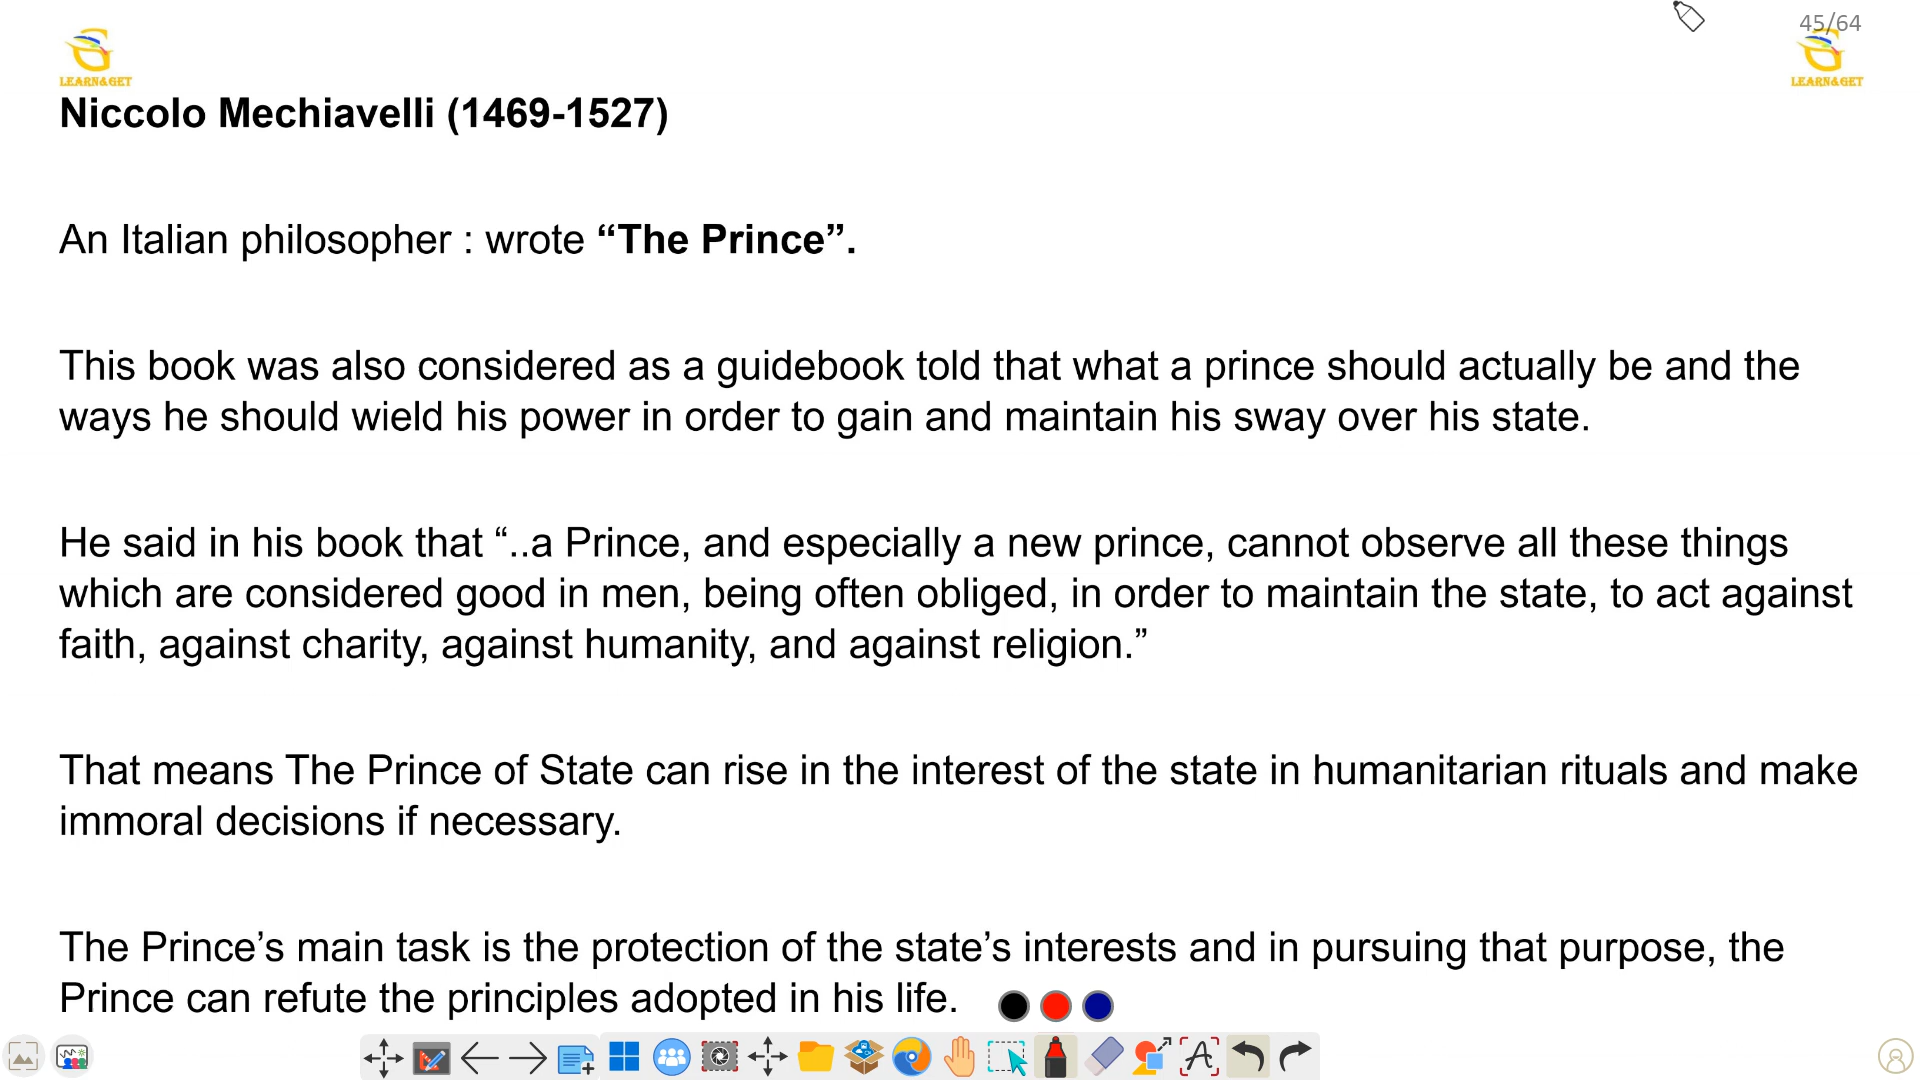 45/64
LEARN&GET
LEARN&GET
Niccolo Mechiavelli (1469-1527)
An Italian philosopher : wrote “The Prince”.
This book was also considered as a guidebook told that what a prince should actually be and the
ways he should wield his power in order to gain and maintain his sway over his state.
He said in his book that “..a Prince, and especially a new prince, cannot observe all these things
which are considered good in men, being often obliged, in order to maintain the state, to act against
faith, against charity, against humanity, and against religion.”
That means The Prince of State can rise in the interest of the state in humanitarian rituals and make
immoral decisions if necessary.
The Prince’s main task is the protection of the state’s interests and in pursuing that purpose, the
Prince can refute the principles adopted in his life.